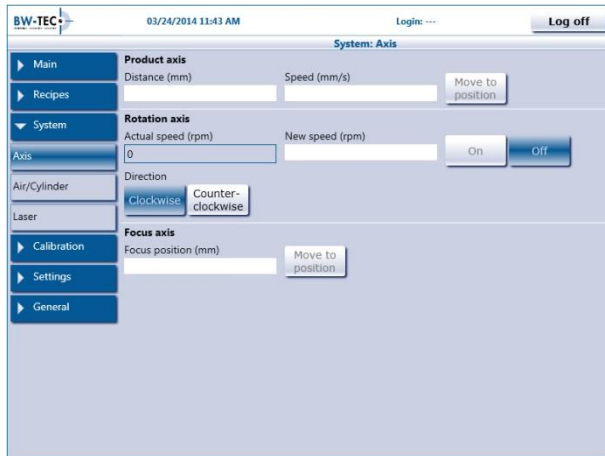 BW-TEC 03/24/2014 11:43 AM Login: --- Log off
System: Axis
Main
Recipes
System
Axis
Air/Cylinder
Laser
Calibration
Settings
General
Product axis
Distance (mm) Speed (mm/s)
Move to
position
Rotation axis
Actual speed (rpm) New speed (rpm)
0 On Off
Direction
Clockwise Counter-
clockwise
Focus axis
Focus position (mm)
Move to
position